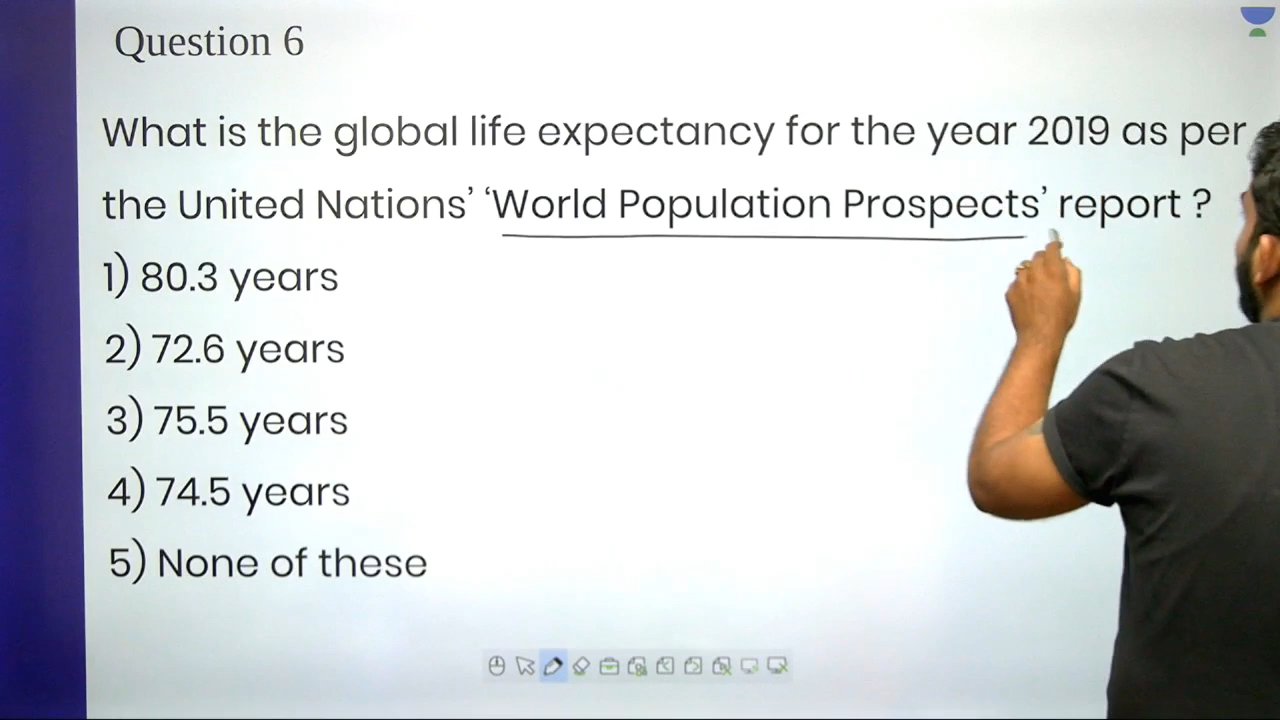 Question 6
What is the global life expectancy for the year 2019 as per
the United Nations’ ‘World Population Prospects’ report ?
1) 80.3 years
2) 72.6 years
3) 75.5 years
4) 74.5 years
5) None of these